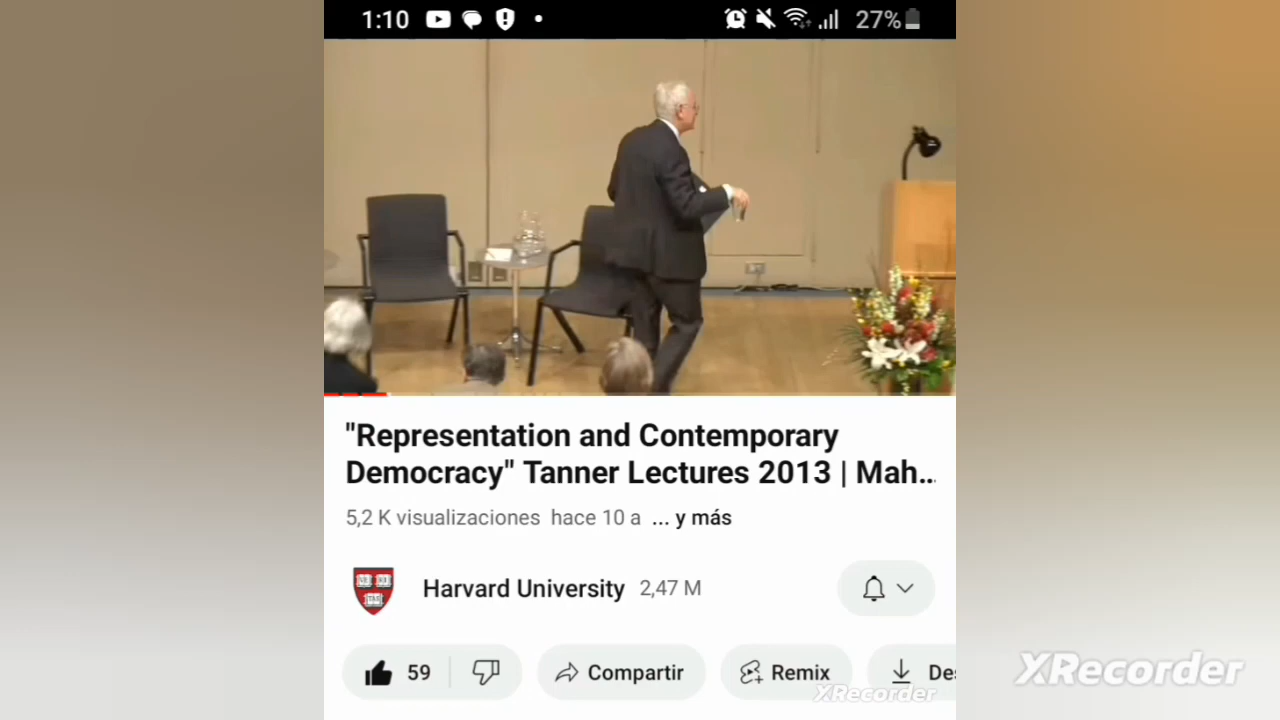 1:10
27%
"Representation and Contemporary
Democracy" Tanner Lectures 2013 | Mah...
5,2 K visualizaciones hace 10 a ... y más
Harvard University 2,47 M
59 Compartir Remix Des
XRecorder
XRecorder